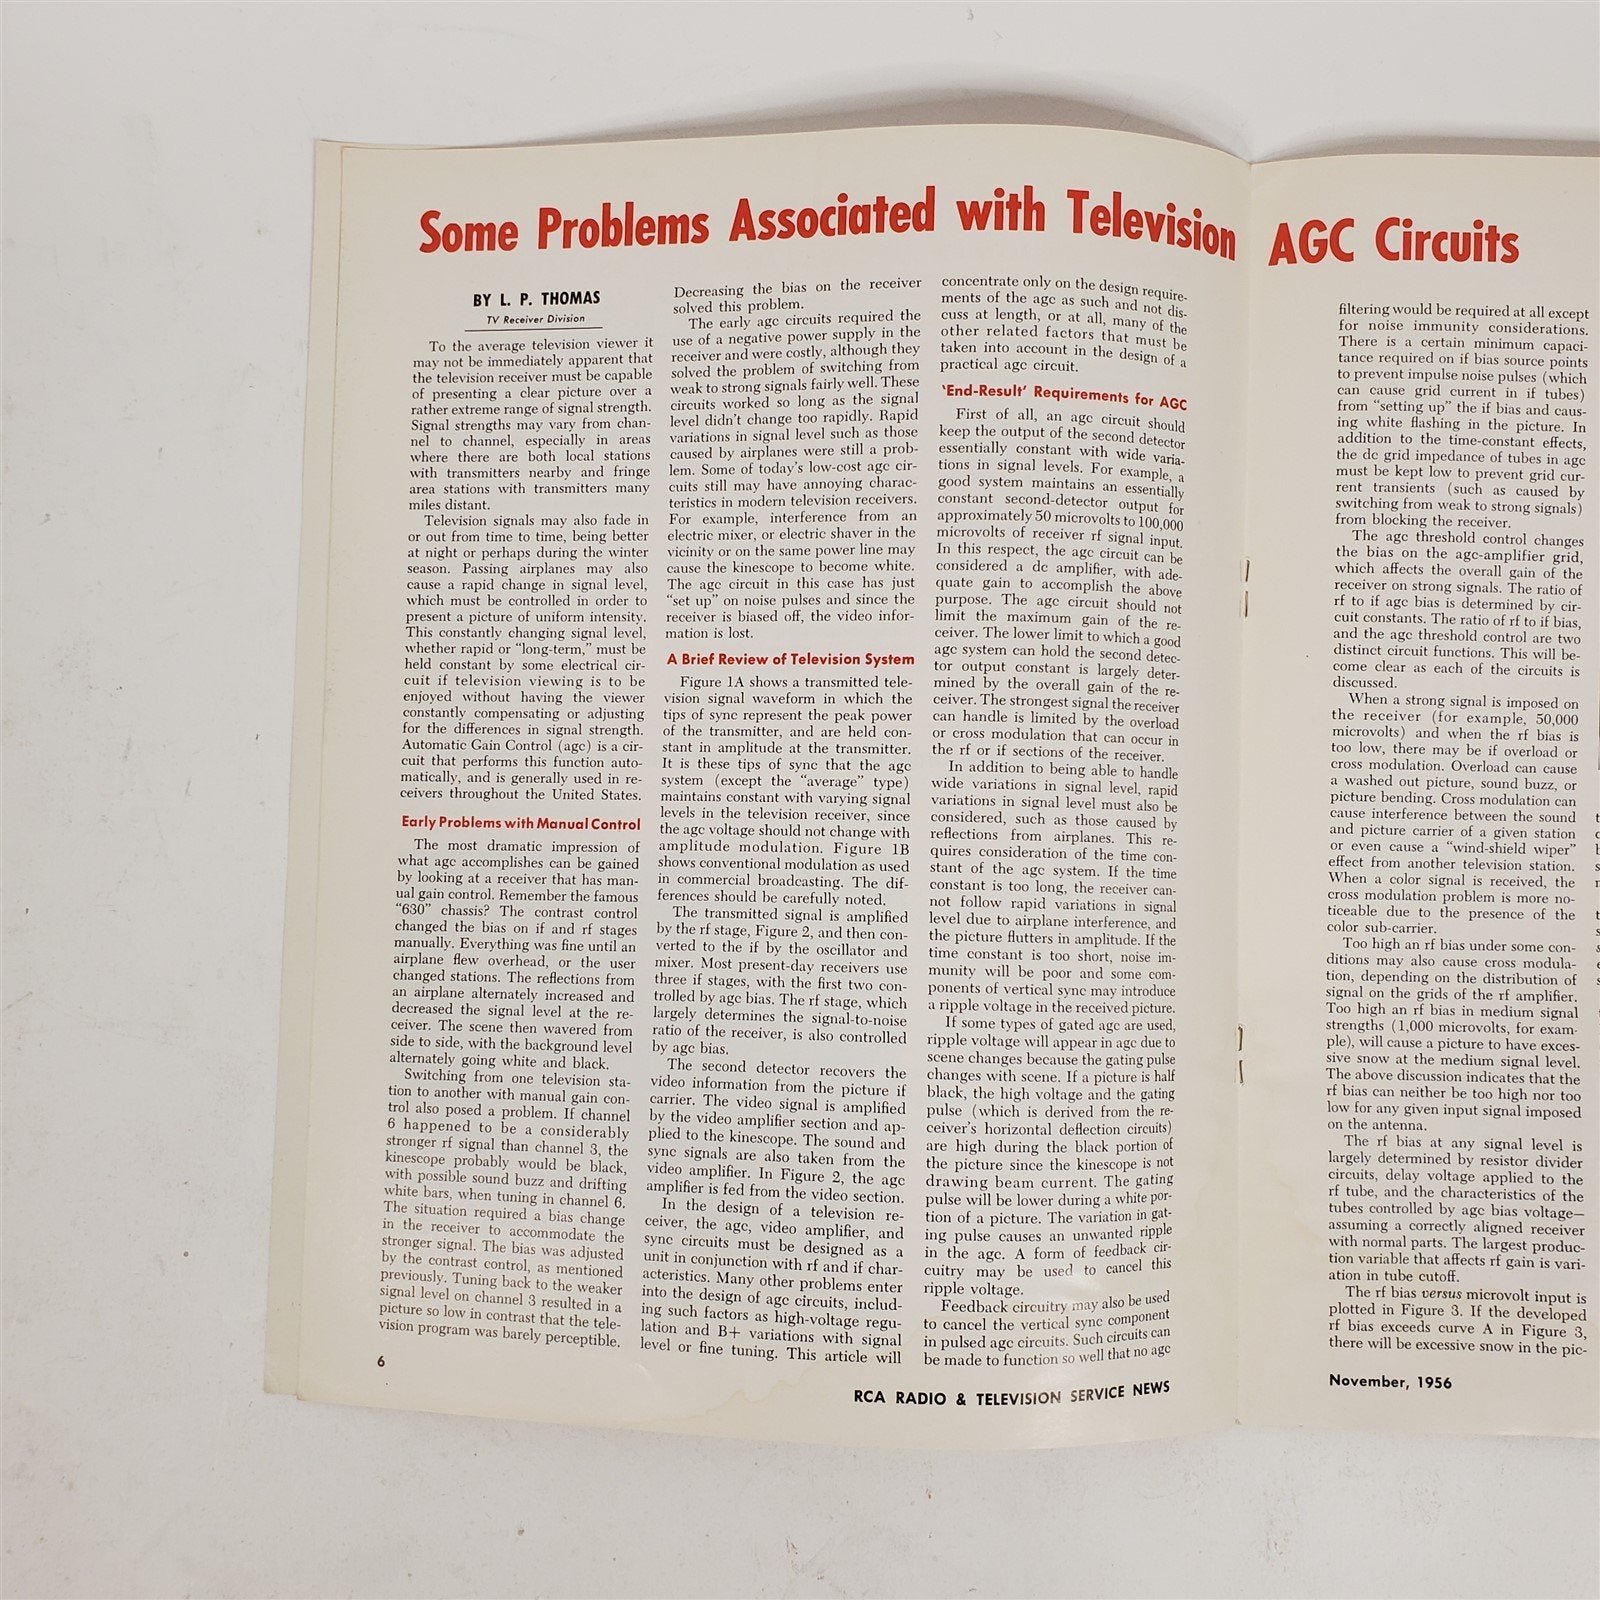 Some Problems Associated with Television AGC Circuits
BY L. P. THOMAS
TV Receiver Division
To the average television viewer it
may not be immediately apparent that
the television receiver must be capable
of presenting a clear picture over a
rather extreme range of signal strength.
Signal strengths may vary from chan-
nel to channel, especially in areas
where there are both local stations
with transmitters nearby and fringe
area stations with transmitters many
miles distant.
Television signals may also fade in
or out from time to time, being better
at night or perhaps during the winter
season. Passing airplanes may also
cause a rapid change in signal level,
which must be controlled in order to
present a picture of uniform intensity.
This constantly changing signal level,
whether rapid or "long-term," must be
held constant by some electrical cir-
cuit if television viewing is to be
enjoyed without having the viewer
constantly compensating or adjusting
for the differences in signal strength.
Automatic Gain Control (agc) is a cir-
cuit that performs this function auto-
matically, and is generally used in re-
ceivers throughout the United States.
Early Problems with Manual Control
The most dramatic impression of
what agc accomplishes can be gained
by looking at a receiver that has man-
ual gain control. Remember the famous
"630" chassis? The contrast control
changed the bias on if and rf stages
manually. Everything was fine until an
airplane flew overhead, or the user
changed stations. The reflections from
an airplane alternately increased and
decreased the signal level at the re-
ceiver. The scene then wavered from
side to side, with the background level
alternately going white and black.
Switching from one television sta-
tion to another with manual gain con-
trol also posed a problem. If channel
6 happened to be a considerably
stronger rf signal than channel 3, the
kinescope probably would be black,
with possible sound buzz and drifting
white bars, when tuning in channel 6.
The situation required a bias change
in the receiver to accommodate the
stronger signal. The bias was adjusted
by the contrast control, as mentioned
previously. Tuning back to the weaker
signal level on channel 3 resulted in a
picture so low in contrast that the tele-
vision program was barely perceptible.
Decreasing the bias on the receiver
solved this problem.
The early agc circuits required the
use of a negative power supply in the
receiver and were costly, although they
solved the problem of switching from
weak to strong signals fairly well. These
circuits worked so long as the signal
level didn't change too rapidly. Rapid
variations in signal level such as those
caused by airplanes were still a prob-
lem. Some of today's low-cost agc cir-
cuits still may have annoying charac-
teristics in modern television receivers.
For example, interference from an
electric mixer, or electric shaver in the
vicinity or on the same power line may
cause the kinescope to become white.
The agc circuit in this case has just
"set up" on noise pulses and since the
receiver is biased off, the video infor-
mation is lost.
A Brief Review of Television System
Figure 1A shows a transmitted tele-
vision signal waveform in which the
tips of sync represent the peak power
of the transmitter, and are held con-
stant in amplitude at the transmitter.
It is these tips of sync that the agc
system (except the "average" type)
maintains constant with varying signal
levels in the television receiver, since
the agc voltage should not change with
amplitude modulation. Figure 1B
shows conventional modulation as used
in commercial broadcasting. The dif-
ferences should be carefully noted.
The transmitted signal is amplified
by the rf stage, Figure 2, and then con-
verted to the if by the oscillator and
mixer. Most present-day receivers use
three if stages, with the first two con-
trolled by agc bias. The rf stage, which
largely determines the signal-to-noise
ratio of the receiver, is also controlled
by agc bias.
The second detector recovers the
video information from the picture if
carrier. The video signal is amplified
by the video amplifier section and ap-
plied to the kinescope. The sound and
sync signals are also taken from the
video amplifier. In Figure 2, the agc
amplifier is fed from the video section.
In the design of a television re-
ceiver, the agc, video amplifier, and
sync circuits must be designed as a
unit in conjunction with rf and if char-
acteristics. Many other problems enter
into the design of agc circuits, includ-
ing such factors as high-voltage regu-
lation and B+ variations with signal
level or fine tuning. This article will
concentrate only on the design require-
ments of the agc as such and not dis-
cuss at length, or at all, many of the
other related factors that must be
taken into account in the design of a
practical agc circuit.
'End-Result' Requirements for AGC
First of all, an agc circuit should
keep the output of the second detector
essentially constant with wide varia-
tions in signal levels. For example, a
good system maintains an essentially
constant second-detector output for
approximately 50 microvolts to 100,000
microvolts of receiver rf signal input.
In this respect, the agc circuit can be
considered a dc amplifier, with ade-
quate gain to accomplish the above
purpose. The agc circuit should not
limit the maximum gain of the re-
ceiver. The lower limit to which a good
agc system can hold the second detec-
tor output constant is largely deter-
mined by the overall gain of the re-
ceiver. The strongest signal the receiver
can handle is limited by the overload
or cross modulation that can occur in
the rf or if sections of the receiver.
In addition to being able to handle
wide variations in signal level, rapid
variations in signal level must also be
considered, such as those caused by
reflections from airplanes. This re-
quires consideration of the time con-
stant of the agc system. If the time
constant is too long, the receiver can-
not follow rapid variations in signal
level due to airplane interference, and
the picture flutters in amplitude. If the
time constant is too short, noise im-
munity will be poor and some com-
ponents of vertical sync may introduce
a ripple voltage in the received picture.
If some types of gated agc are used,
ripple voltage will appear in agc due to
scene changes because the gating pulse
changes with scene. If a picture is half
black, the high voltage and the gating
pulse (which is derived from the re-
ceiver's horizontal deflection circuits)
are high during the black portion of
the picture since the kinescope is not
drawing beam current. The gating
pulse will be lower during a white por-
tion of a picture. The variation in gat-
ing pulse causes an unwanted ripple
in the agc. A form of feedback cir-
cuitry may be used to cancel this
ripple voltage.
Feedback circuitry may also be used
to cancel the vertical sync component
in pulsed agc circuits. Such circuits can
be made to function so well that no agc
6
RCA RADIO & TELEVISION SERVICE NEWS
filtering would be required at all except
for noise immunity considerations.
There is a certain minimum capaci-
tance required on if bias source points
to prevent impulse noise pulses (which
can cause grid current in if tubes)
from "setting up" the if bias and caus-
ing white flashing in the picture. In
addition to the time-constant effects,
the dc grid impedance of tubes in agc
must be kept low to prevent grid cur-
rent transients (such as caused by
switching from weak to strong signals)
from blocking the receiver.
The agc threshold control changes
the bias on the agc-amplifier grid,
which affects the overall gain of the
receiver on strong signals. The ratio of
rf to if agc bias is determined by cir-
cuit constants. The ratio of rf to if bias,
and the agc threshold control are two
distinct circuit functions. This will be-
come clear as each of the circuits is
discussed.
When a strong signal is imposed on
the receiver (for example, 50,000
microvolts) and when the rf bias is
too low, there may be if overload or
cross modulation. Overload can cause
a washed out picture, sound buzz, or
picture bending. Cross modulation can
cause interference between the sound
and picture carrier of a given station
or even cause a "wind-shield wiper"
effect from another television station.
When a color signal is received, the
cross modulation problem is more no-
ticeable due to the presence of the
color sub-carrier.
Too high an rf bias under some con-
ditions may also cause cross modula-
tion, depending on the distribution of
signal on the grids of the rf amplifier.
Too high an rf bias in medium signal
strengths (1,000 microvolts, for exam-
ple), will cause a picture to have exces-
sive snow at the medium signal level.
The above discussion indicates that the
rf bias can neither be too high nor too
low for any given input signal imposed
on the antenna.
The rf bias at any signal level is
largely determined by resistor divider
circuits, delay voltage applied to the
rf tube, and the characteristics of the
tubes controlled by agc bias voltage—
assuming a correctly aligned receiver
with normal parts. The largest produc-
tion variable that affects rf gain is vari-
ation in tube cutoff.
The rf bias versus microvolt input is
plotted in Figure 3. If the developed
rf bias exceeds curve A in Figure 3,
there will be excessive snow in the pic-
November, 1956